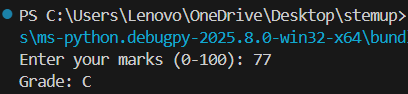 PS C:\Users\Lenovo\OneDrive\Desktop\stemup>
s\ms-python.debugpy-2025.8.0-win32-x64\bund
Enter your marks (0-100): 77
Grade: C